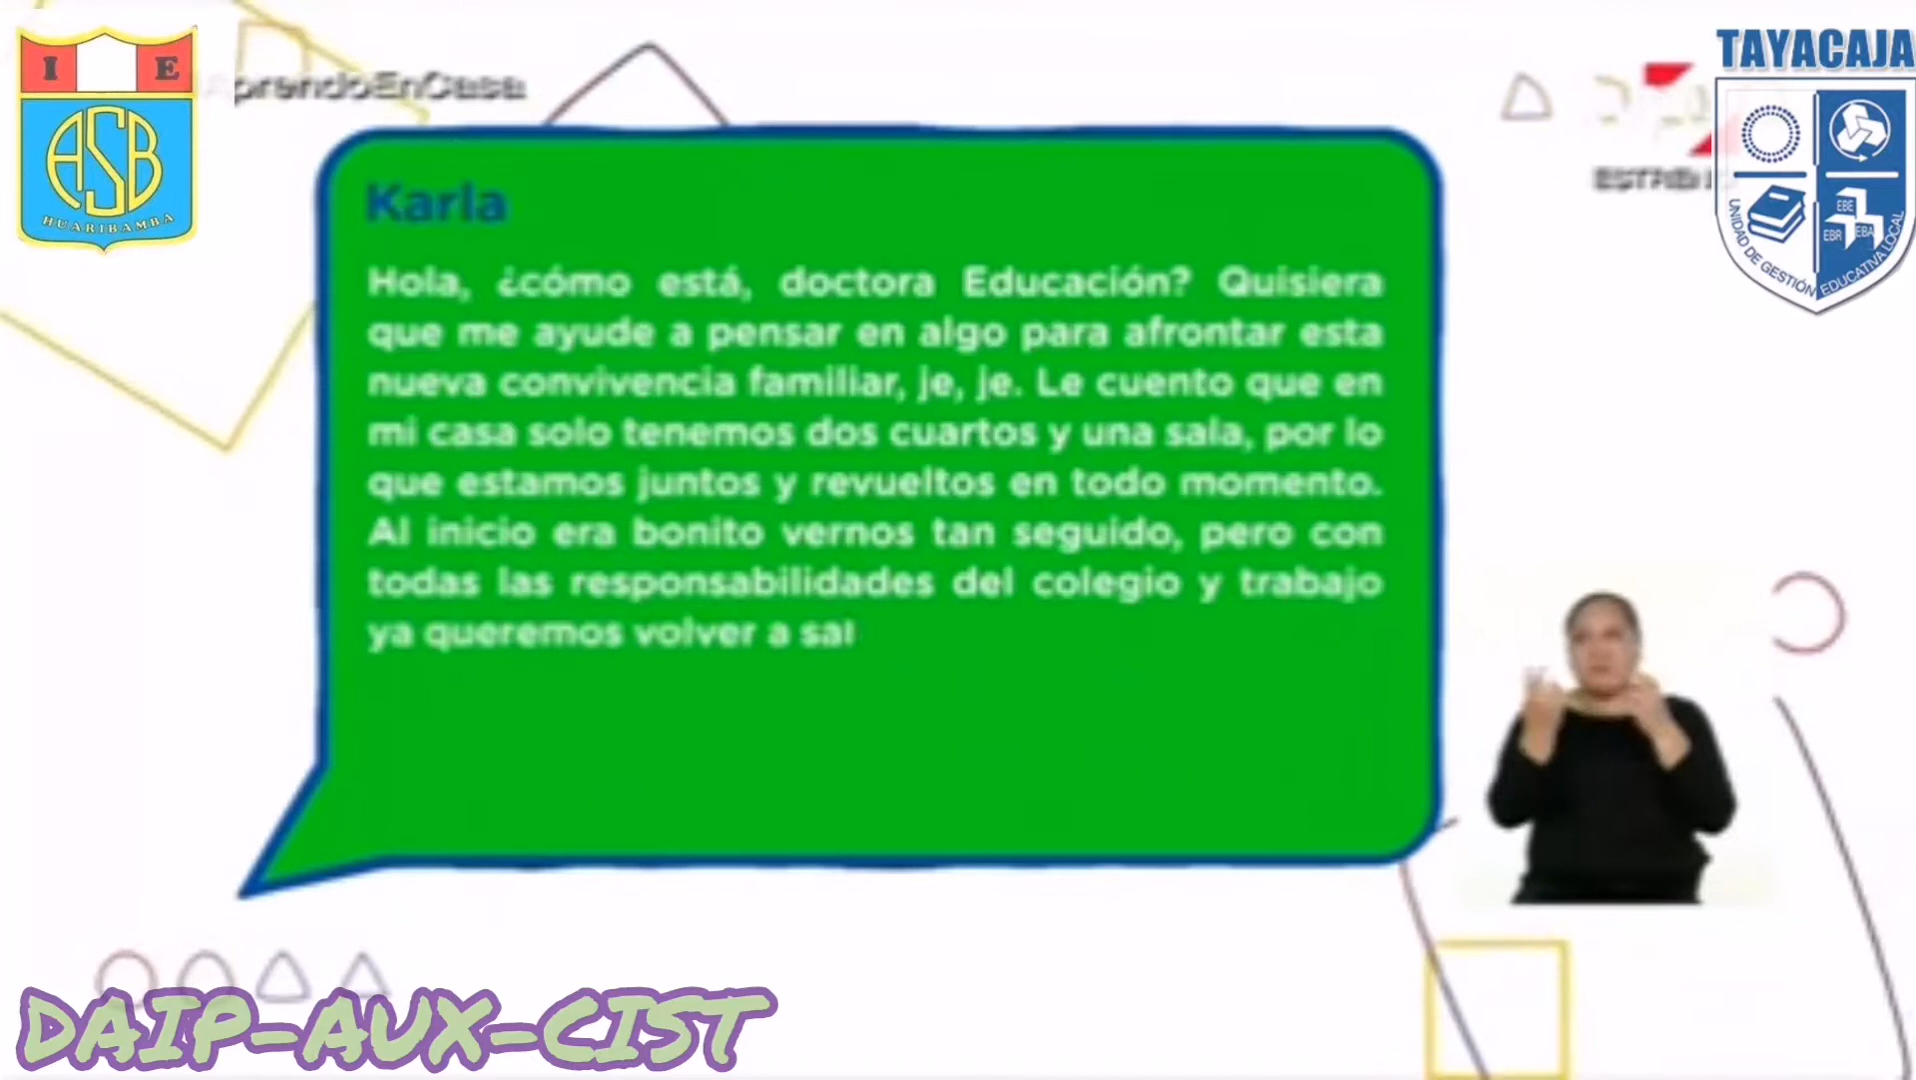 I E
ASB
HUARIBAMBA
prendoEnCasa
TAYACAJA
EBE
EBR EBA
UNIDAD DE GESTIÓN EDUCATIVA LOCAL
Karla
Hola, ¿cómo está, doctora Educación? Quisiera
que me ayude a pensar en algo para afrontar esta
nueva convivencia familiar, je, je. Le cuento que en
mi casa solo tenemos dos cuartos y una sala, por lo
que estamos juntos y revueltos en todo momento.
Al inicio era bonito vernos tan seguido, pero con
todas las responsabilidades del colegio y trabajo
ya queremos volver a sal
DAIP-AUX-CIST